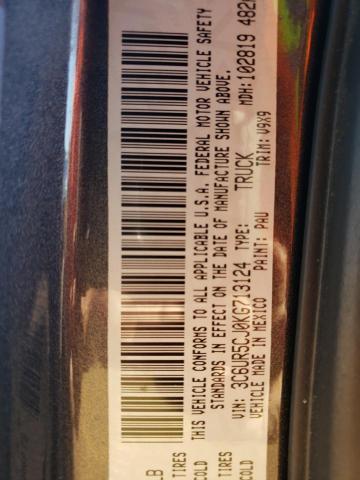 LB
TIRES
COLD
TIRES
COLD
THIS VEHICLE CONFORMS TO ALL APPLICABLE U.S.A. FEDERAL MOTOR VEHICLE SAFETY
STANDARDS IN EFFECT ON THE DATE OF MANUFACTURE SHOWN ABOVE.
VIN: 3C6UR5CJ0KG713124 TYPE: TRUCK MDH: 102819 482
VEHICLE MADE IN MEXICO PAINT: PAU TRIM: V9X9